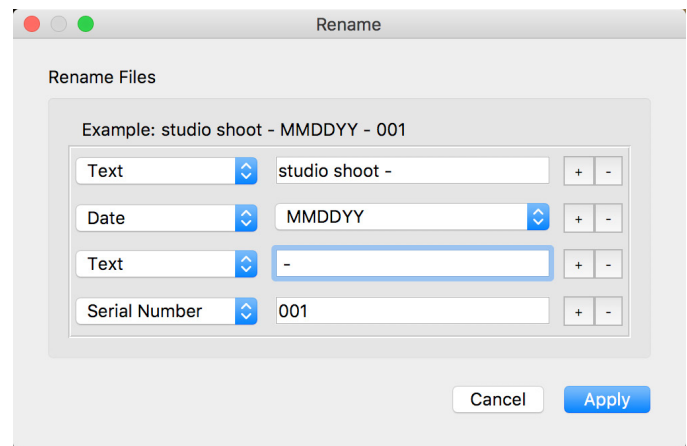 Rename
Rename Files
Example: studio shoot - MMDDYY - 001
Text studio shoot - + -
Date MMDDYY + -
Text - + -
Serial Number 001 + -
Cancel Apply